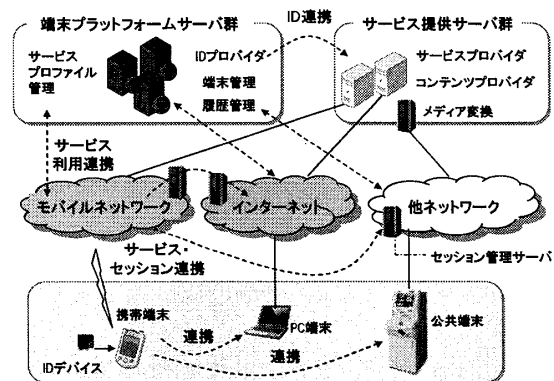 端末プラットフォームサーバ群
ID連携
サービス提供サーバ群
サービス
プロファイル
管理
IDプロバイダ
端末管理
履歴管理
サービスプロバイダ
コンテンツプロバイダ
メディア変換
サービス
利用連携
モバイルネットワーク
インターネット
他ネットワーク
サービス・
セッション連携
セッション管理サーバ
携帯端末
連携
PC端末
連携
公共端末
IDデバイス